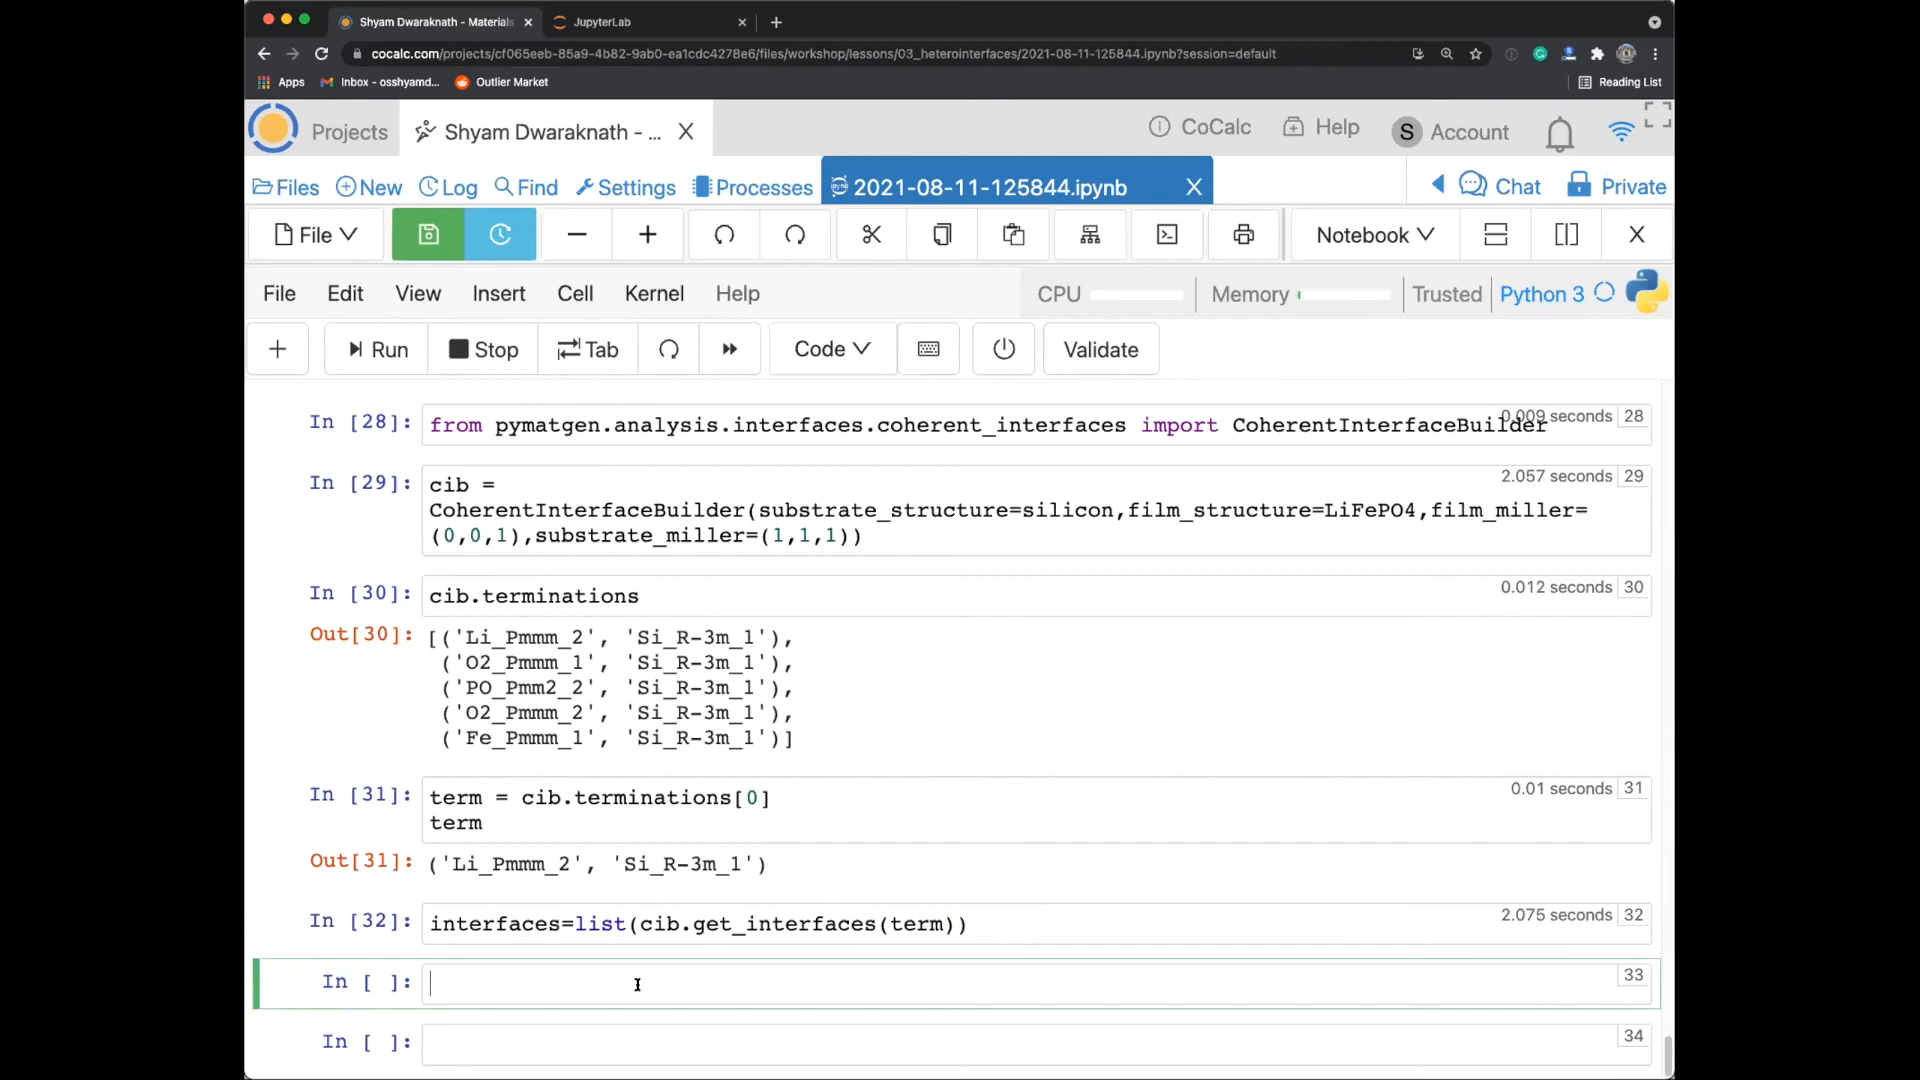 Shyam Dwaraknath - Materials
JupyterLab
cocalc.com/projects/cf065eeb-85a9-4b82-9ab0-ea1cdc4278e6/files/workshop/lessons/03_heterointerfaces/2021-08-11-125844.ipynb?session=default
Apps
Inbox - osshyamd...
Outlier Market
Reading List
Projects
Shyam Dwaraknath - ...
CoCalc
Help
S
Account
Files
New
Log
Find
Settings
Processes
2021-08-11-125844.ipynb
Chat
Private
File
Notebook
File Edit View Insert Cell Kernel Help
CPU
Memory
Trusted
Python 3
Run
Stop
Tab
Code
Validate
In [28]: from pymatgen.analysis.interfaces.coherent_interfaces import CoherentInterfaceBuilder
0.009 seconds 28
In [29]: cib =
2.057 seconds 29
CoherentInterfaceBuilder(substrate_structure=silicon,film_structure=LiFePO4,film_miller=
(0,0,1),substrate_miller=(1,1,1))
In [30]: cib.terminations
0.012 seconds 30
Out[30]: [('Li_Pmmm_2', 'Si_R-3m_1'),
('O2_Pmmm_1', 'Si_R-3m_1'),
('PO_Pmm2_2', 'Si_R-3m_1'),
('O2_Pmmm_2', 'Si_R-3m_1'),
('Fe_Pmmm_1', 'Si_R-3m_1')]
In [31]: term = cib.terminations[0]
0.01 seconds 31
term
Out[31]: ('Li_Pmmm_2', 'Si_R-3m_1')
In [32]: interfaces=list(cib.get_interfaces(term))
2.075 seconds 32
In [ ]:
33
In [ ]:
34